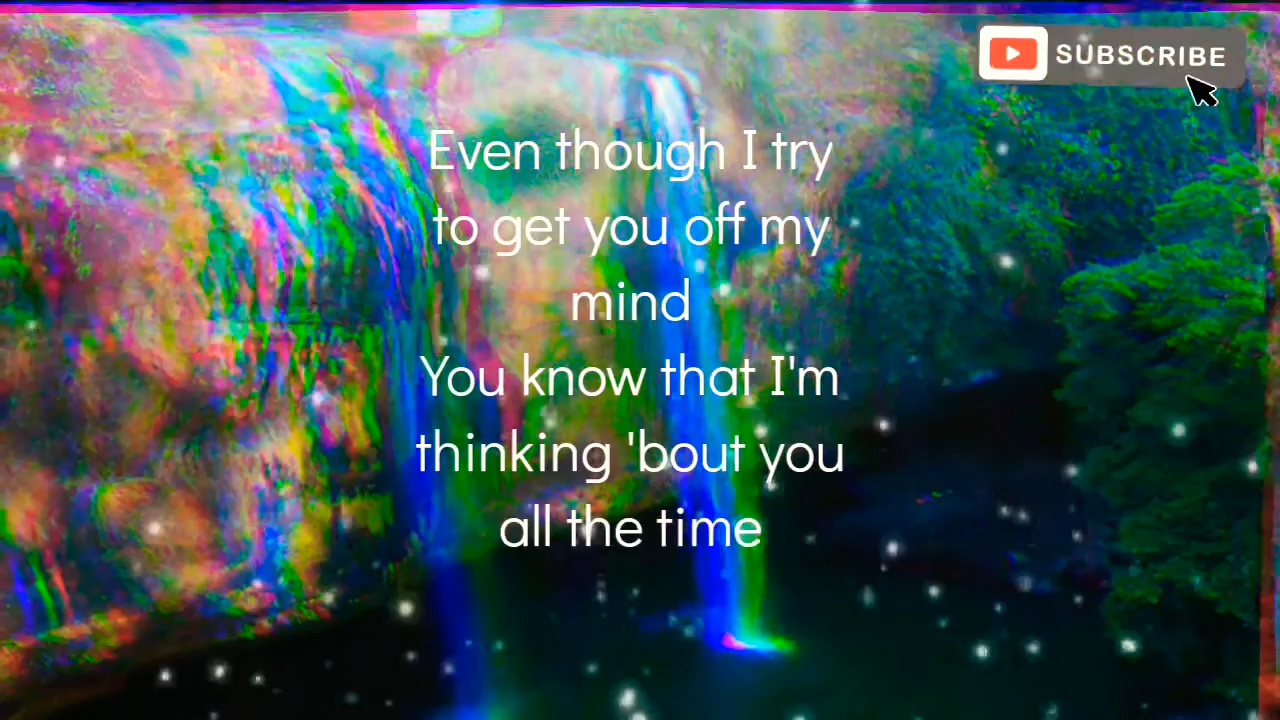 SUBSCRIBE
Even though I try
to get you off my
mind
You know that I'm
thinking 'bout you
all the time